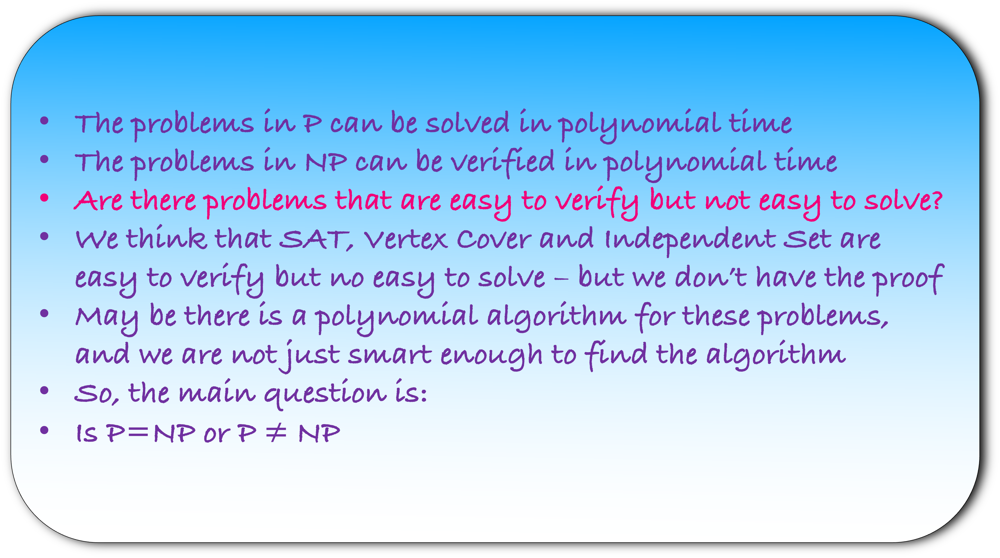 • The problems in P can be solved in polynomial time
• The problems in NP can be verified in polynomial time
• Are there problems that are easy to verify but not easy to solve?
• We think that SAT, Vertex Cover and Independent Set are
easy to verify but no easy to solve – but we don’t have the proof
• May be there is a polynomial algorithm for these problems,
and we are not just smart enough to find the algorithm
• So, the main question is:
• Is P=NP or P ≠ NP